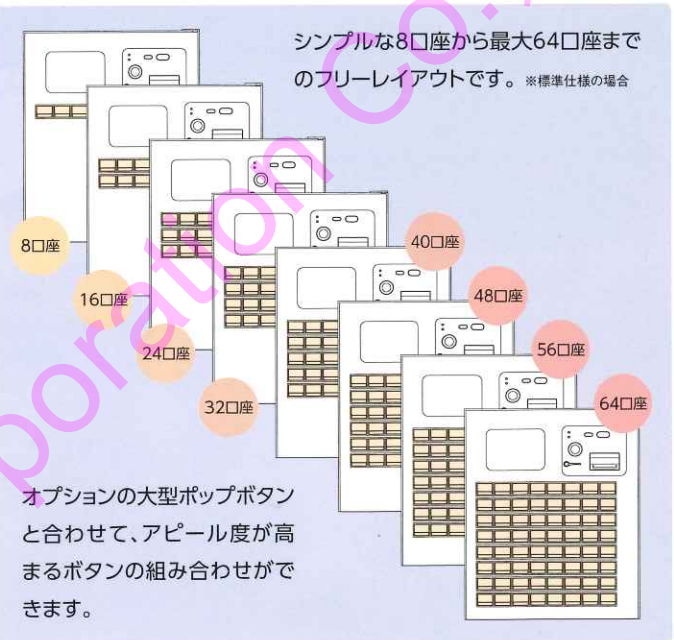 シンプルな8口座から最大64口座まで
のフリーレイアウトです。※標準仕様の場合
8口座
16口座
24口座
32口座
40口座
48口座
56口座
64口座
オプションの大型ポップボタン
と合わせて、アピール度が高
まるボタンの組み合わせがで
きます。
poration Co.,